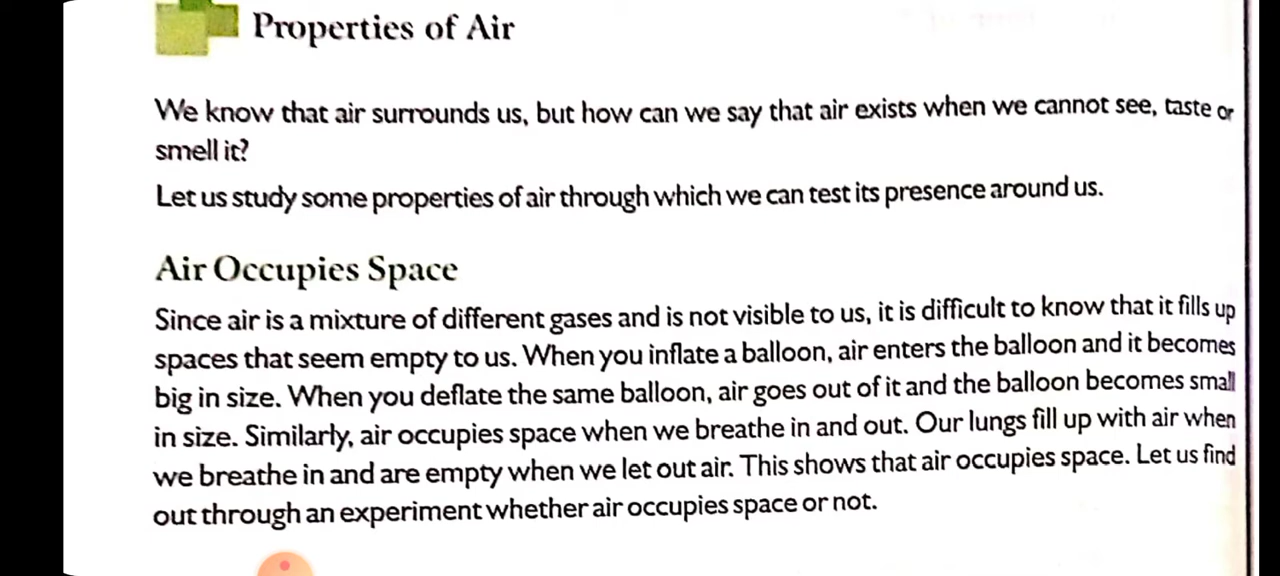 Properties of Air
We know that air surrounds us, but how can we say that air exists when we cannot see, taste or
smell it?
Let us study some properties of air through which we can test its presence around us.
Air Occupies Space
Since air is a mixture of different gases and is not visible to us, it is difficult to know that it fills up
spaces that seem empty to us. When you inflate a balloon, air enters the balloon and it becomes
big in size. When you deflate the same balloon, air goes out of it and the balloon becomes small
in size. Similarly, air occupies space when we breathe in and out. Our lungs fill up with air when
we breathe in and are empty when we let out air. This shows that air occupies space. Let us find
out through an experiment whether air occupies space or not.